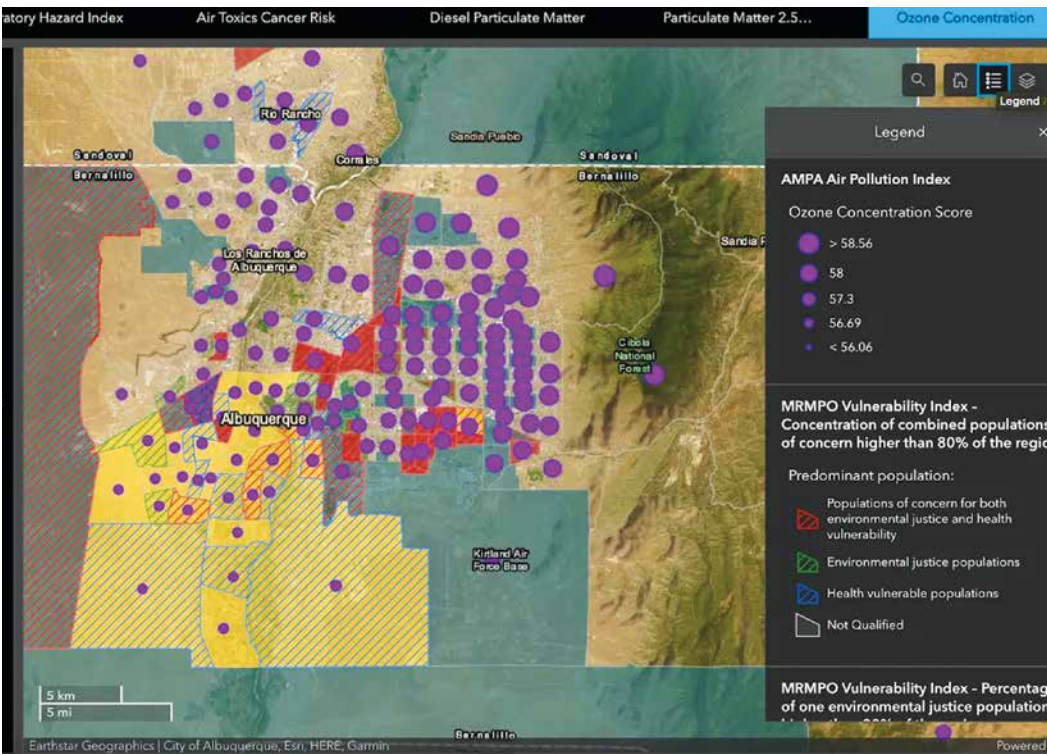 ratory Hazard Index
Air Toxics Cancer Risk
Diesel Particulate Matter
Particulate Matter 2.5...
Ozone Concentration
Legend
Rio Rancho
Sandia Pueblo
Corrales
Sandoval
Bernalillo
Sandoval
Bernalillo
Sandia P
Los Ranchos de
Albuquerque
Cibola
National
Forest
Albuquerque
Kirtland Air
Force Base
Bernalillo
5 km
5 mi
Earthstar Geographics | City of Albuquerque, Esri, HERE, Garmin
Powered
Legend
×
AMPA Air Pollution Index
Ozone Concentration Score
> 58.56
58
57.3
56.69
< 56.06
MRMPO Vulnerability Index -
Concentration of combined populations
of concern higher than 80% of the regio
Predominant population:
Populations of concern for both
environmental justice and health
vulnerability
Environmental justice populations
Health vulnerable populations
Not Qualified
MRMPO Vulnerability Index - Percentag
of one environmental justice population